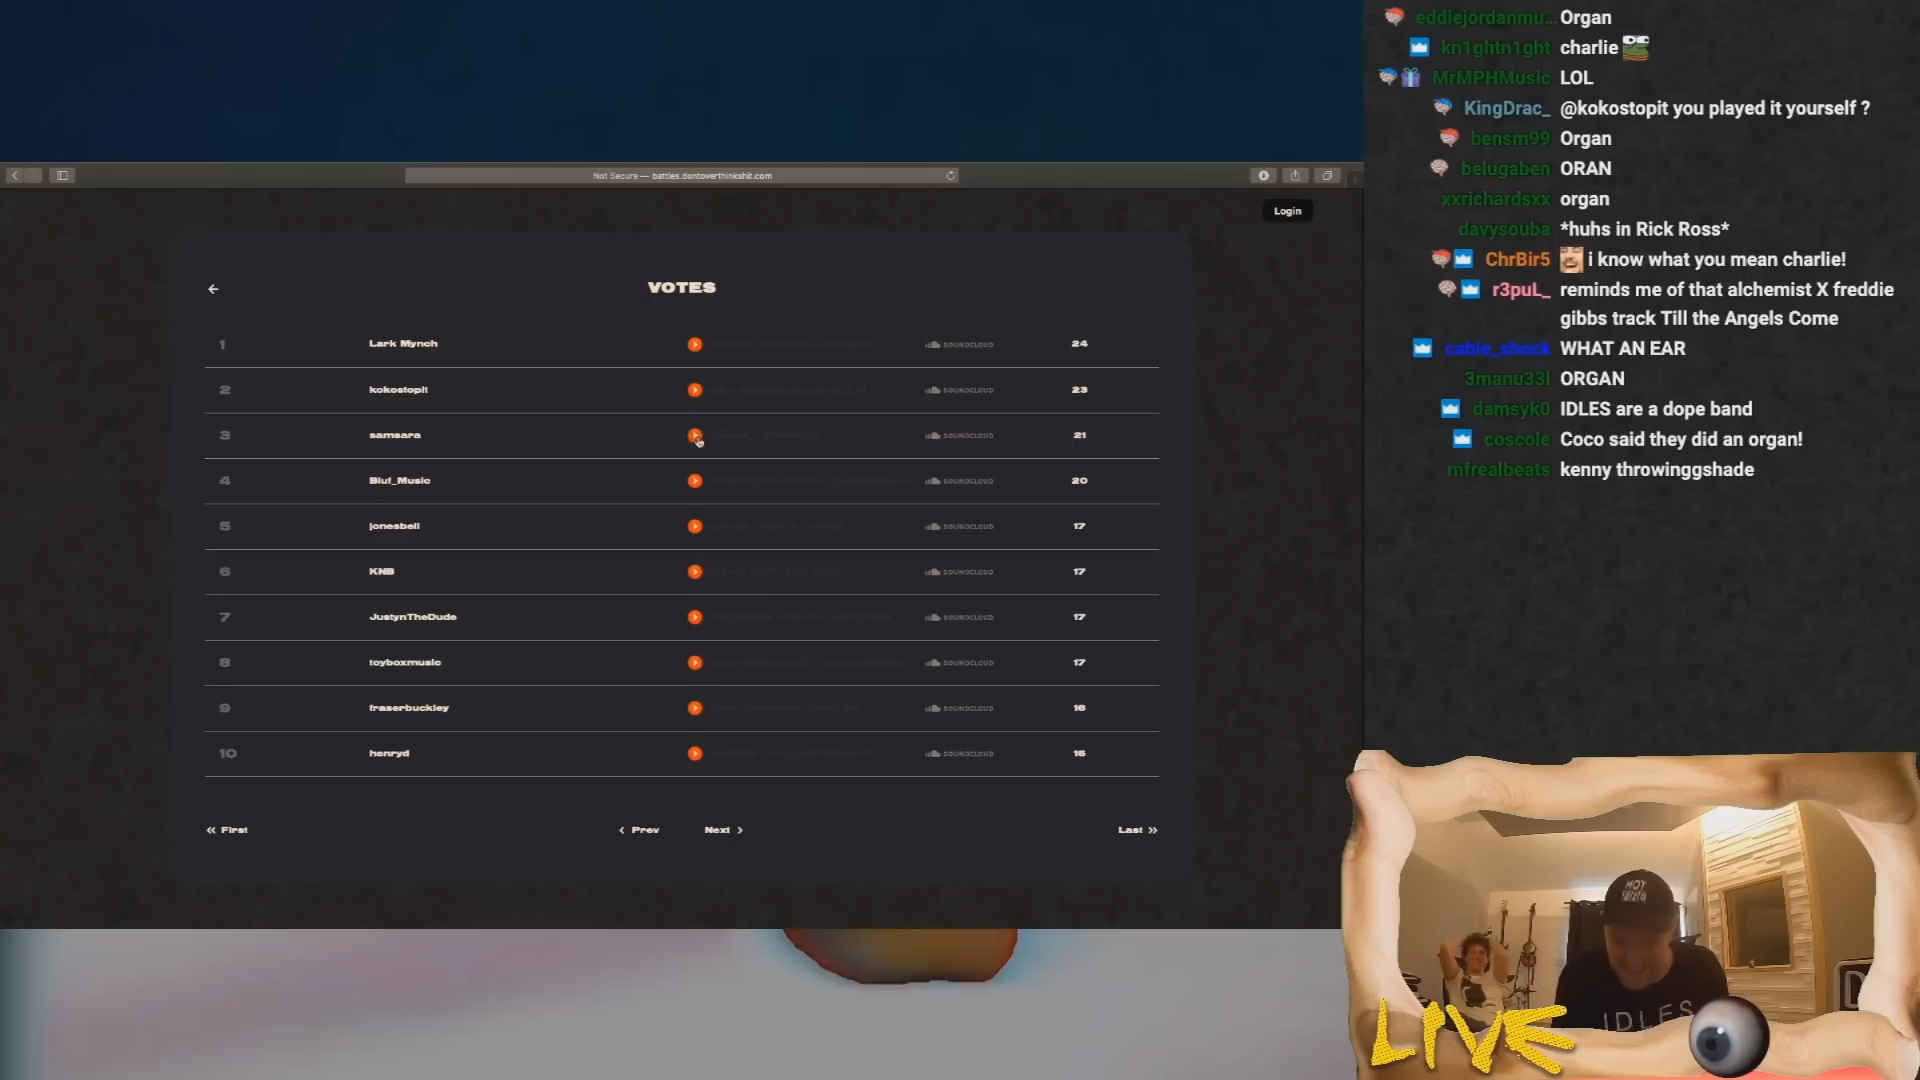 Not Secure — battles.dontoverthinkshit.com
Login
VOTES
1 Lark Mynch SOUNDCLOUD 24
2 kokostopit SOUNDCLOUD 23
3 samsara SOUNDCLOUD 21
4 Bluf_Music SOUNDCLOUD 20
5 jonesbell SOUNDCLOUD 17
6 KNB SOUNDCLOUD 17
7 JustynTheDude SOUNDCLOUD 17
8 toyboxmusic SOUNDCLOUD 17
9 fraserbuckley SOUNDCLOUD 16
10 henryd SOUNDCLOUD 16
« First
‹ Prev
Next ›
Last »
eddiejordanmu... Organ
kn1ghtn1ght charlie
MrMPHMusic LOL
KingDrac_ @kokostopit you played it yourself ?
bensm99 Organ
belugaben ORAN
xxrichardsxx organ
davysouba *huhs in Rick Ross*
ChrBir5 i know what you mean charlie!
r3puL_ reminds me of that alchemist X freddie
gibbs track Till the Angels Come
cable_shock WHAT AN EAR
3manu33l ORGAN
damsyk0 IDLES are a dope band
coscole Coco said they did an organ!
mfrealbeats kenny throwinggshade
IDLES
LIVE